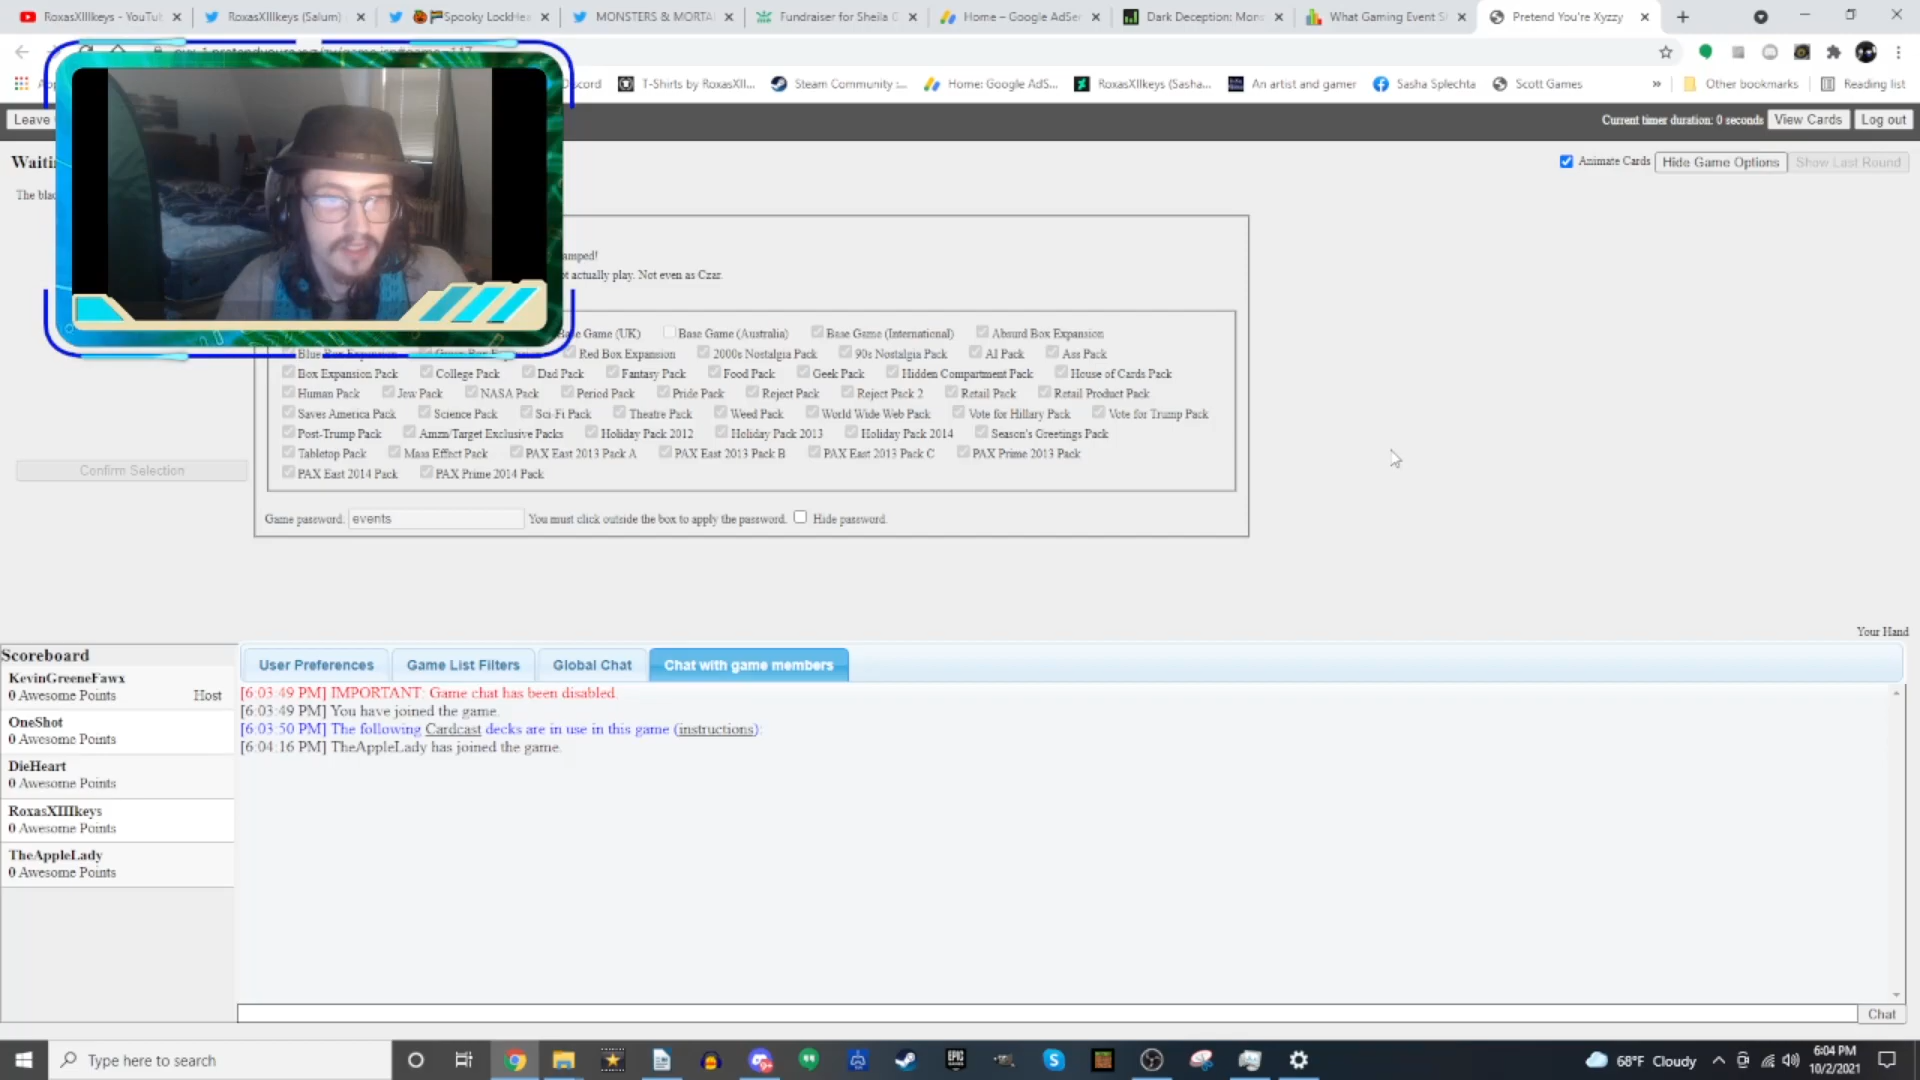 RoxasXIIIkeys - YouTub
RoxasXIIIkeys (Salum)
Spooky LockHea
MONSTERS & MORTA
Fundraiser for Sheila G
Home – Google AdSen
Dark Deception: Mons
What Gaming Event S
Pretend You're Xyzzy
T-Shirts by RoxasXII...
Steam Community :...
Home: Google AdS...
RoxasXIIkeys (Sasha...
An artist and gamer
Sasha Splechta
Scott Games
»
Other bookmarks
Reading list
Leave
Current timer duration: 0 seconds
View Cards
Log out
Animate Cards
Hide Game Options
Show Last Round
actually play. Not even as Czar.
Base Game (UK) Base Game (Australia) Base Game (International) Absurd Box Expansion
Blue Box Expansion Green Box Expansion Red Box Expansion 2000s Nostalgia Pack 90s Nostalgia Pack AI Pack Ass Pack
Box Expansion Pack College Pack Dad Pack Fantasy Pack Food Pack Geek Pack Hidden Compartment Pack House of Cards Pack
Human Pack Jew Pack NASA Pack Period Pack Pride Pack Reject Pack Reject Pack 2 Retail Pack Retail Product Pack
Saves America Pack Science Pack Sci-Fi Pack Theatre Pack Weed Pack World Wide Web Pack Vote for Hillary Pack Vote for Trump Pack
Post-Trump Pack Amzn/Target Exclusive Packs Holiday Pack 2012 Holiday Pack 2013 Holiday Pack 2014 Season's Greetings Pack
Tabletop Pack Mass Effect Pack PAX East 2013 Pack A PAX East 2013 Pack B PAX East 2013 Pack C PAX Prime 2013 Pack
PAX East 2014 Pack PAX Prime 2014 Pack
Confirm Selection
Game password: events You must click outside the box to apply the password. Hide password.
Your Hand
Scoreboard
KevinGreeneFawx
0 Awesome Points Host
OneShot
0 Awesome Points
DieHeart
0 Awesome Points
RoxasXIIIkeys
0 Awesome Points
TheAppleLady
0 Awesome Points
User Preferences
Game List Filters
Global Chat
Chat with game members
[6:03:49 PM] IMPORTANT: Game chat has been disabled.
[6:03:49 PM] You have joined the game.
[6:03:50 PM] The following Cardcast decks are in use in this game (instructions):
[6:04:16 PM] TheAppleLady has joined the game.
Chat
Type here to search
EPIC
68°F Cloudy
6:04 PM
10/2/2021